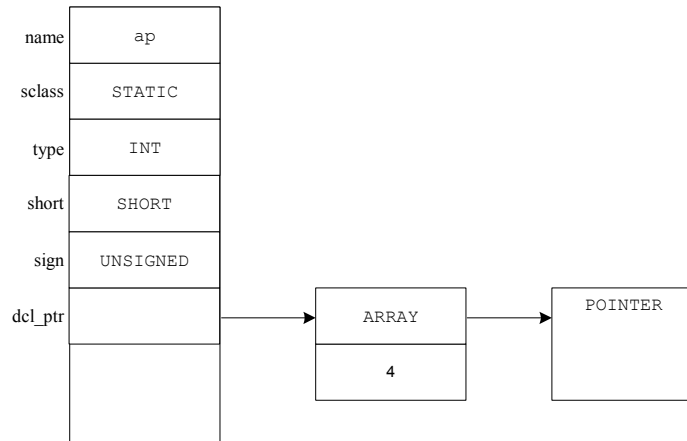 name ap
sclass STATIC
type INT
short SHORT
sign UNSIGNED
dcl_ptr ARRAY POINTER
4